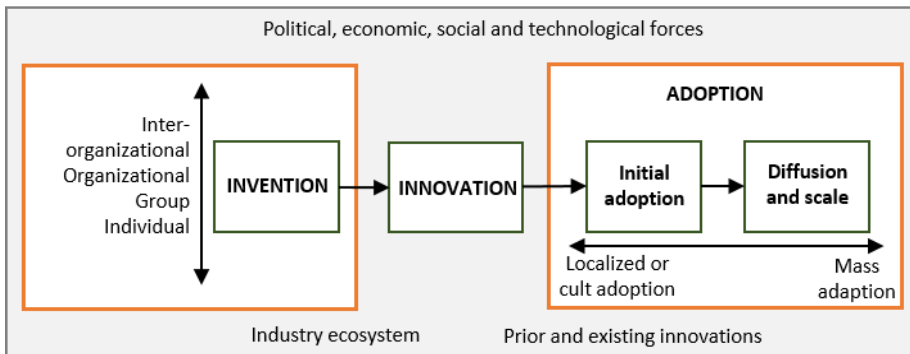 Political, economic, social and technological forces
Inter-
organizational
Organizational
Group
Individual
INVENTION
INNOVATION
ADOPTION
Initial
adoption
Diffusion
and scale
Localized or
cult adoption
Mass
adaption
Industry ecosystem
Prior and existing innovations